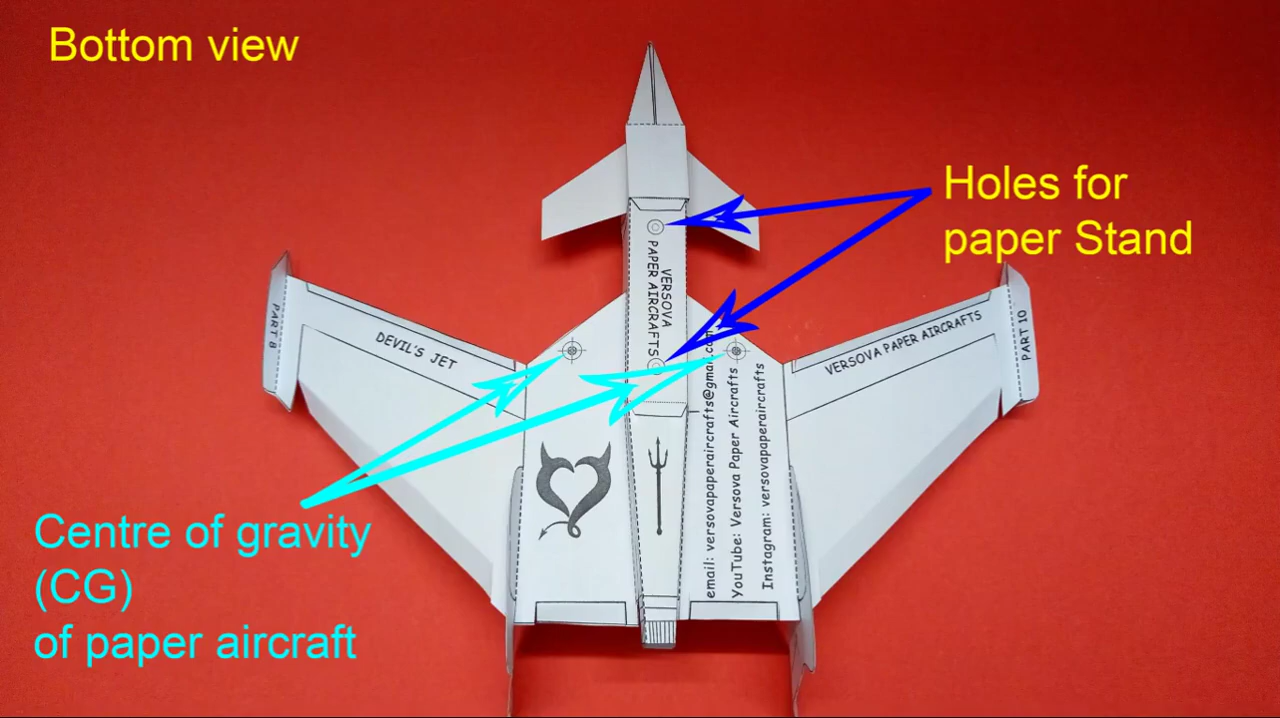 Bottom view
Holes for
paper Stand
VERSOVA
PAPER AIRCRAFTS
PART 8
DEVIL'S JET
VERSOVA PAPER AIRCRAFTS
PART 10
email: versovapaperaircrafts@gmail.com
YouTube: Versova Paper Aircrafts
Instagram: versovapaperaircrafts
Centre of gravity
(CG)
of paper aircraft